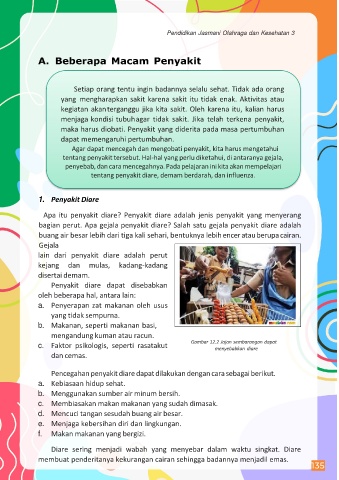 Pendidikan Jasmani Olahraga dan Kesehatan 3
A. Beberapa Macam Penyakit
Setiap orang tentu ingin badannya selalu sehat. Tidak ada orang
yang mengharapkan sakit karena sakit itu tidak enak. Aktivitas atau
kegiatan akanterganggu jika kita sakit. Oleh karena itu, kalian harus
menjaga kondisi tubuhagar tidak sakit. Jika telah terkena penyakit,
maka harus diobati. Penyakit yang diderita pada masa pertumbuhan
dapat memengaruhi pertumbuhan.
Agar dapat mencegah dan mengobati penyakit, kita harus mengetahui
tentang penyakit tersebut. Hal-hal yang perlu diketahui, di antaranya gejala,
penyebab, dan cara mencegahnya. Pada pelajaran ini kita akan mempelajari
tentang penyakit diare, demam berdarah, dan influenza.
1. Penyakit Diare
Apa itu penyakit diare? Penyakit diare adalah jenis penyakit yang menyerang
bagian perut. Apa gejala penyakit diare? Salah satu gejala penyakit diare adalah
buang air besar lebih dari tiga kali sehari, bentuknya lebih encer atau berupa cairan.
Gejala
lain dari penyakit diare adalah perut
kejang dan mulas, kadang-kadang
disertai demam.
Penyakit diare dapat disebabkan
oleh beberapa hal, antara lain:
a. Penyerapan zat makanan oleh usus
yang tidak sempurna.
b. Makanan, seperti makanan basi,
mengandung kuman atau racun.
c. Faktor psikologis, seperti rasatakut
dan cemas.
Gambar 12.2 Jajan sembarangan dapat
menyebabkan diare
Pencegahan penyakit diare dapat dilakukan dengan cara sebagai berikut.
a. Kebiasaan hidup sehat.
b. Menggunakan sumber air minum bersih.
c. Membiasakan makan makanan yang sudah dimasak.
d. Mencuci tangan sesudah buang air besar.
e. Menjaga kebersihan diri dan lingkungan.
f. Makan makanan yang bergizi.
Diare sering menjadi wabah yang menyebar dalam waktu singkat. Diare
membuat penderitanya kekurangan cairan sehingga badannya menjadil emas.
135